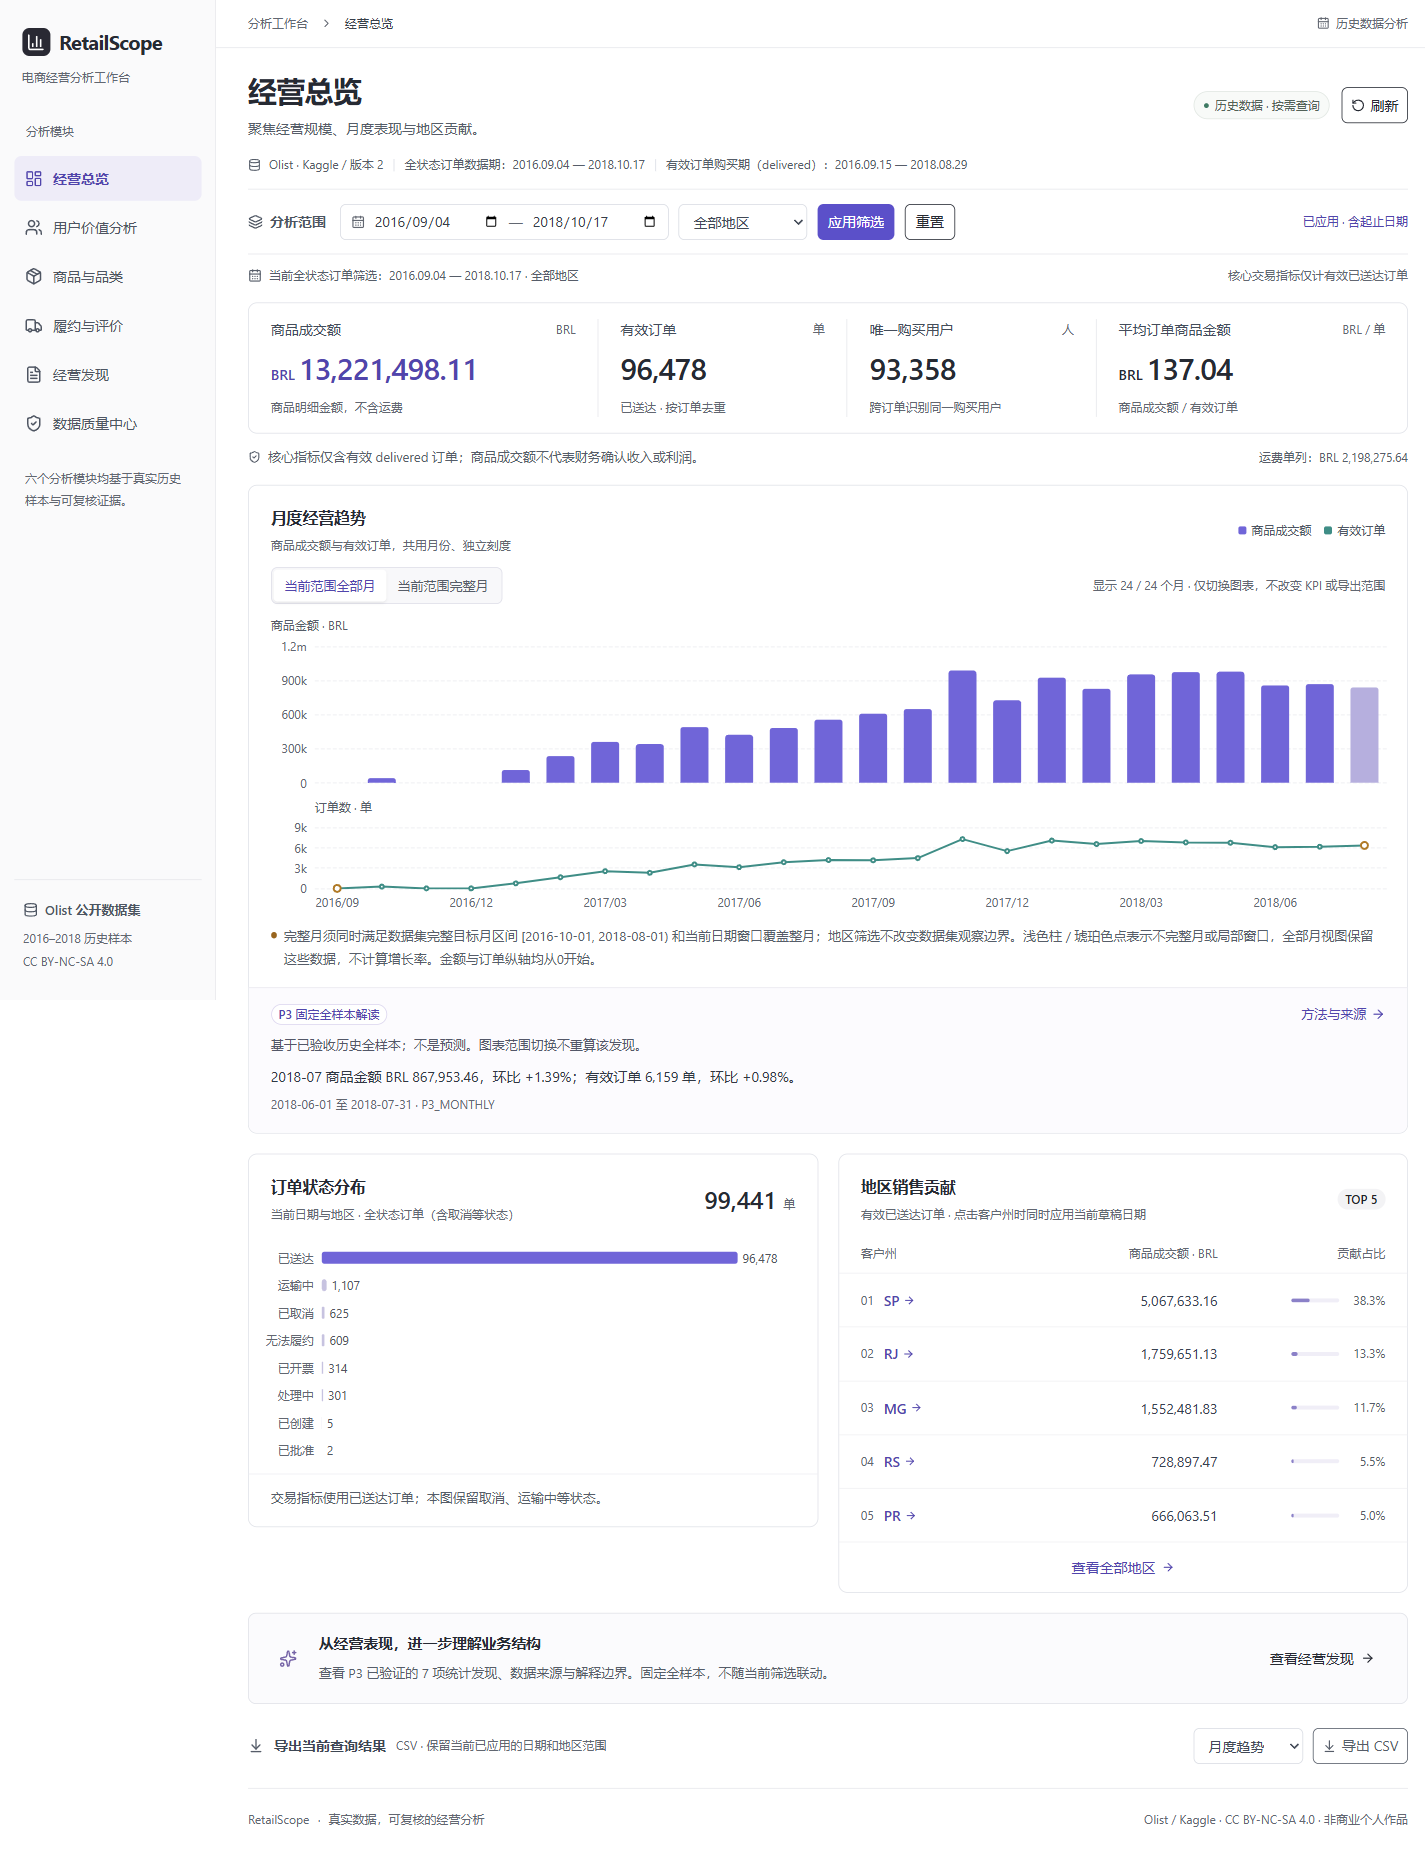 RetailScope
电商经营分析工作台
分析模块
经营总览
用户价值分析
商品与品类
履约与评价
经营发现
数据质量中心
六个分析模块均基于真实历史
样本与可复核证据。
Olist 公开数据集
2016–2018 历史样本
CC BY-NC-SA 4.0
分析工作台 > 经营总览
历史数据分析
经营总览
聚焦经营规模、月度表现与地区贡献。
历史数据 · 按需查询
刷新
Olist · Kaggle / 版本 2 | 全状态订单数据期：2016.09.04 — 2018.10.17 | 有效订单购买期（delivered）：2016.09.15 — 2018.08.29
分析范围 2016/09/04 — 2018/10/17 全部地区 应用筛选 重置
已应用 · 含起止日期
当前全状态订单筛选：2016.09.04 — 2018.10.17 · 全部地区
核心交易指标仅计有效已送达订单
商品成交额 BRL
BRL 13,221,498.11
商品明细金额，不含运费
有效订单 单
96,478
已送达 · 按订单去重
唯一购买用户 人
93,358
跨订单识别同一购买用户
平均订单商品金额 BRL / 单
BRL 137.04
商品成交额 / 有效订单
核心指标仅含有效 delivered 订单；商品成交额不代表财务确认收入或利润。
运费单列：BRL 2,198,275.64
月度经营趋势
商品成交额与有效订单，共用月份、独立刻度
商品成交额 有效订单
当前范围全部月 当前范围完整月
显示 24 / 24 个月 · 仅切换图表，不改变 KPI 或导出范围
商品金额 · BRL
1.2m
900k
600k
300k
0
订单数 · 单
9k
6k
3k
0
2016/09 2016/12 2017/03 2017/06 2017/09 2017/12 2018/03 2018/06
完整月须同时满足数据集完整目标月区间 [2016-10-01, 2018-08-01) 和当前日期窗口覆盖整月；地区筛选不改变数据集观察边界。浅色柱 / 琥珀色点表示不完整月或局部窗口，全部月视图保留
这些数据，不计算增长率。金额与订单纵轴均从0开始。
P3 固定全样本解读
方法与来源
基于已验收历史全样本；不是预测。图表范围切换不重算该发现。
2018-07 商品金额 BRL 867,953.46，环比 +1.39%；有效订单 6,159 单，环比 +0.98%。
2018-06-01 至 2018-07-31 · P3_MONTHLY
订单状态分布
当前日期与地区 · 全状态订单（含取消等状态）
99,441 单
已送达 96,478
运输中 1,107
已取消 625
无法履约 609
已开票 314
处理中 301
已创建 5
已批准 2
交易指标使用已送达订单；本图保留取消、运输中等状态。
地区销售贡献
有效已送达订单 · 点击客户州时同时应用当前草稿日期
TOP 5
客户州 商品成交额 · BRL 贡献占比
01 SP 5,067,633.16 38.3%
02 RJ 1,759,651.13 13.3%
03 MG 1,552,481.83 11.7%
04 RS 728,897.47 5.5%
05 PR 666,063.51 5.0%
查看全部地区
从经营表现，进一步理解业务结构
查看 P3 已验证的 7 项统计发现、数据来源与解释边界。固定全样本，不随当前筛选联动。
查看经营发现
导出当前查询结果 CSV · 保留当前已应用的日期和地区范围
月度趋势 导出 CSV
RetailScope · 真实数据，可复核的经营分析
Olist / Kaggle · CC BY-NC-SA 4.0 · 非商业个人作品